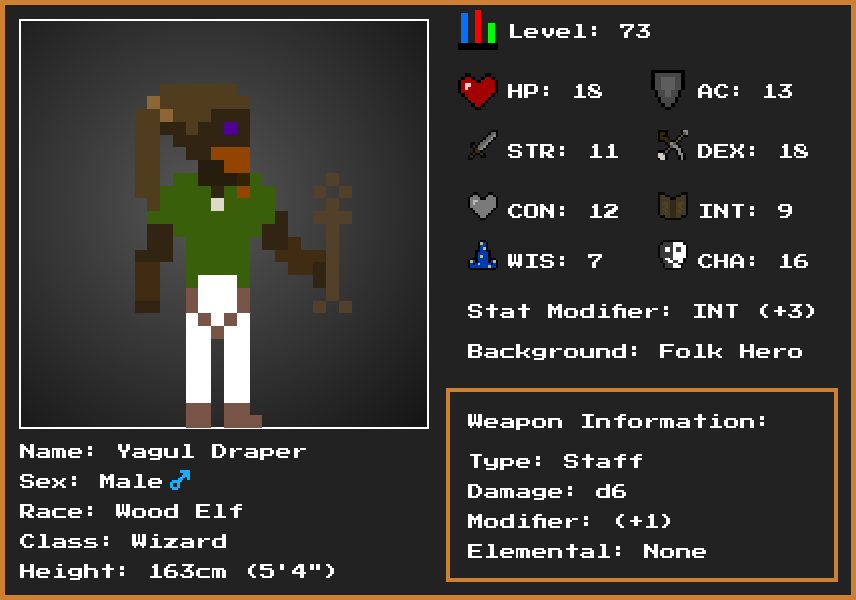 Level: 73
HP: 18 AC: 13
STR: 11 DEX: 18
CON: 12 INT: 9
WIS: 7 CHA: 16
Stat Modifier: INT (+3)
Background: Folk Hero
Weapon Information:
Type: Staff
Damage: d6
Modifier: (+1)
Elemental: None
Name: Yagul Draper
Sex: Male ♂
Race: Wood Elf
Class: Wizard
Height: 163cm (5'4")